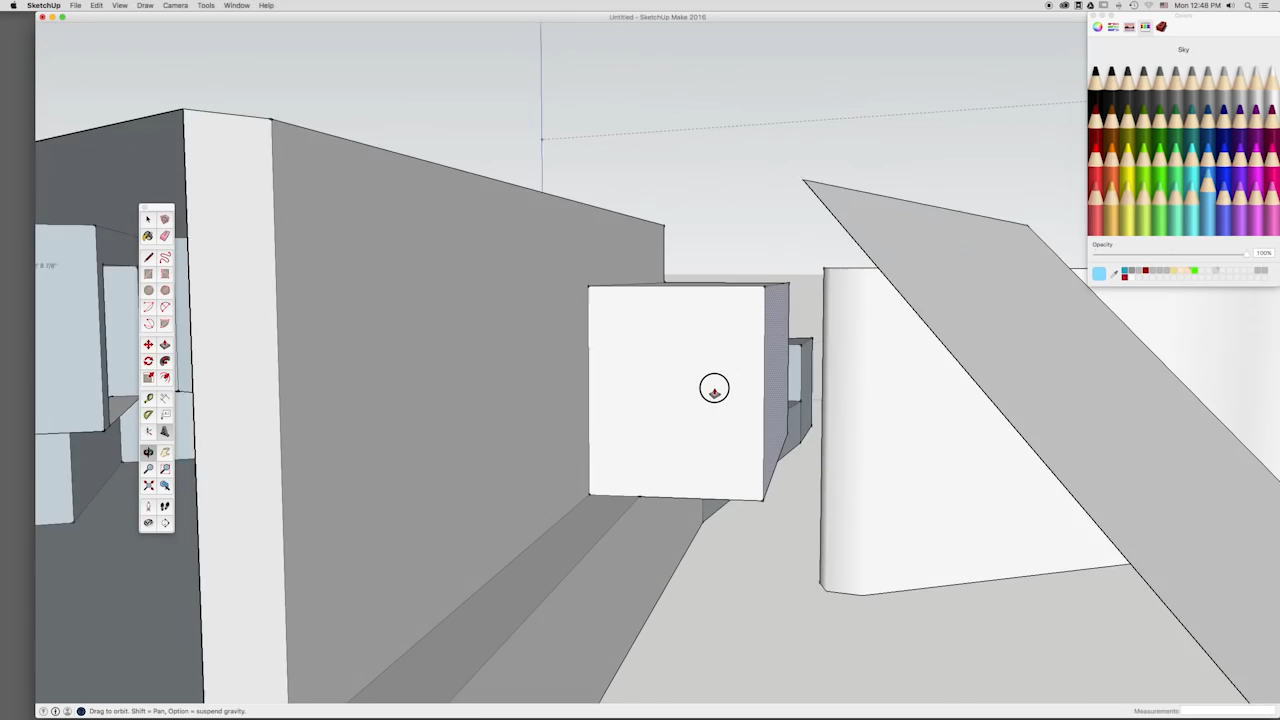 SketchUp File Edit View Draw Camera Tools Window Help
Mon 12:48 PM
Untitled - SketchUp Make 2016
Colors
Sky
Opacity
100%
Drag to orbit. Shift = Pan, Option = suspend gravity.
Measurements: